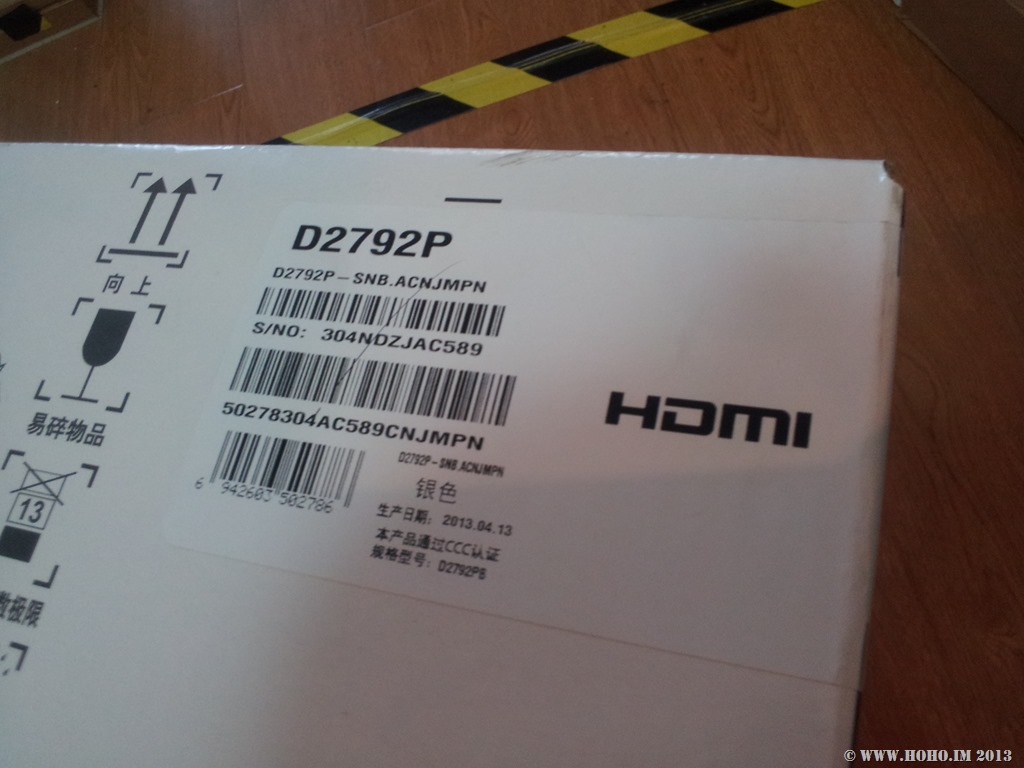 向上
易碎物品
13
数极限
D2792P
D2792P-SNB.ACNJMPN
S/NO: 304NDZJAC589
50278304AC589CNJMPN
6 942603 502786
D2792P-SNB.ACNJMPN
银色
生产日期: 2013.04.13
本产品通过CCC认证
规格型号: D2792PB
HDMI
© WWW.HOHO.IM 2013